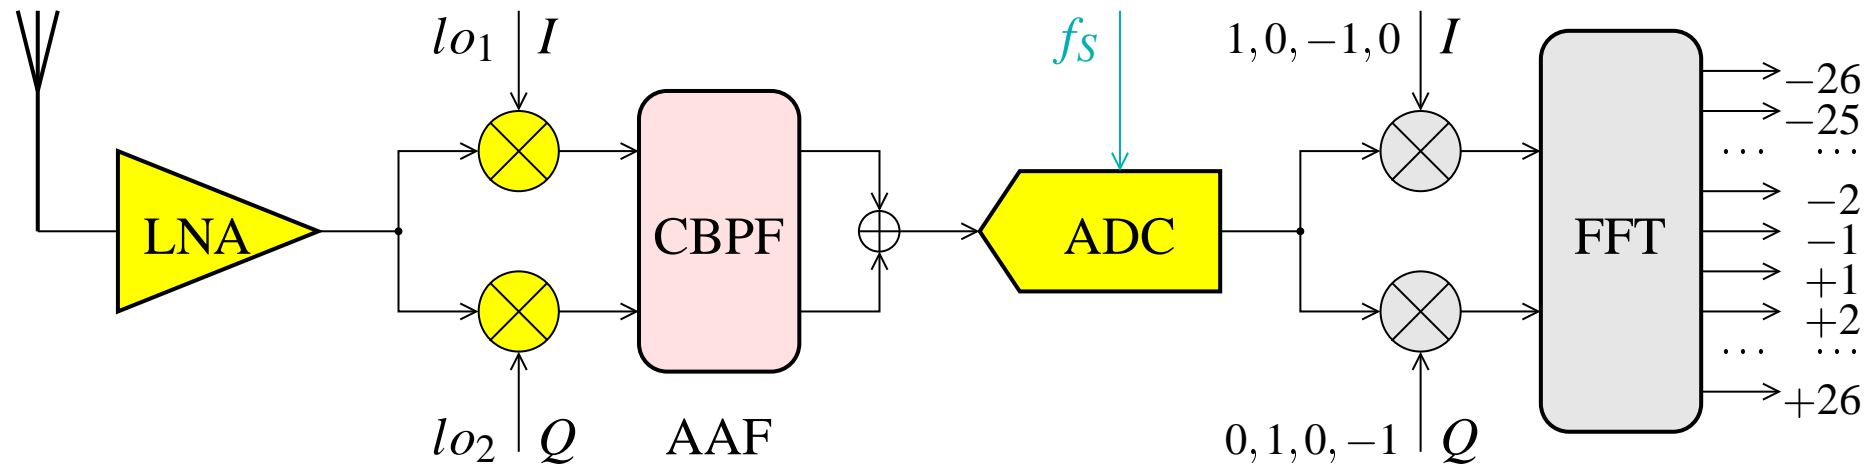 lo1 I
fS
1, 0, −1, 0 I
−26
−25
... ...
−2
LNA CBPF ADC FFT
−1
+1
+2
... ...
+26
lo2 Q
AAF
0, 1, 0, −1 Q